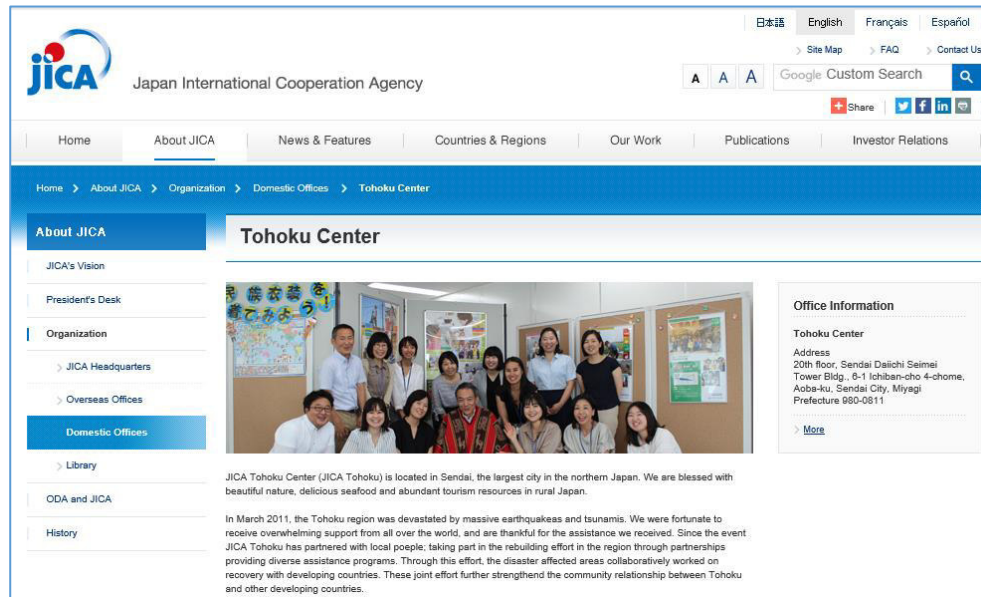 日本語 English Français Español
Site Map FAQ Contact Us
JICA
Japan International Cooperation Agency
A A A Google Custom Search
Share
Home About JICA News & Features Countries & Regions Our Work Publications Investor Relations
Home > About JICA > Organization > Domestic Offices > Tohoku Center
About JICA
JICA's Vision
President's Desk
Organization
JICA Headquarters
Overseas Offices
Domestic Offices
Library
ODA and JICA
History
Tohoku Center
民族衣装を!
着てみよう!
JICA Tohoku Center (JICA Tohoku) is located in Sendai, the largest city in the northern Japan. We are blessed with
beautiful nature, delicious seafood and abundant tourism resources in rural Japan.
In March 2011, the Tohoku region was devastated by massive earthquakeas and tsunamis. We were fortunate to
receive overwhelming support from all over the world, and are thankful for the assistance we received. Since the event
JICA Tohoku has partnered with local poeple; taking part in the rebuilding effort in the region through partnerships
providing diverse assistance programs. Through this effort, the disaster affected areas collaboratively worked on
recovery with developing countries. These joint effort further strengthend the community relationship between Tohoku
and other developing countries.
Office Information
Tohoku Center
Address
20th floor, Sendai Daiichi Seimei
Tower Bldg., 6-1 Ichiban-cho 4-chome,
Aoba-ku, Sendai City, Miyagi
Prefecture 980-0811
More